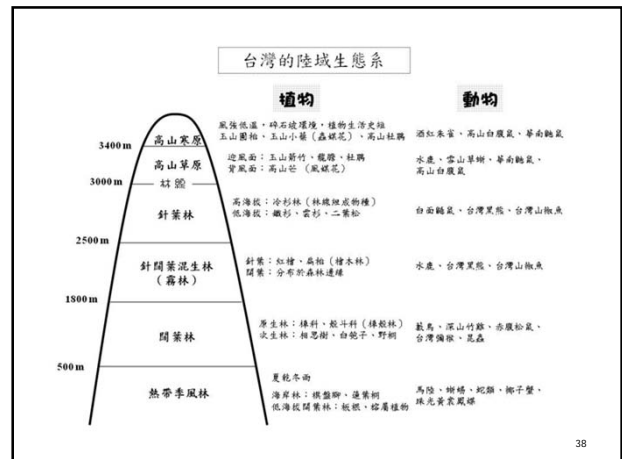 台灣的陸域生態系
植物
動物
高山寒原
風強低溫，碎石坡環境，植物生活史短
玉山圓柏、玉山小蘗（蟲媒花）、高山杜鵑
酒紅朱雀、高山白腹鼠、華南鼬鼠
3400m
高山草原
迎風面：玉山箭竹、龍膽、杜鵑
背風面：高山芒（風媒花）
水鹿、雪山草蜥、華南鼬鼠、
高山白腹鼠
3000m
林線
針葉林
高海拔：冷杉林（林線組成物種）
低海拔：鐵杉、雲杉、二葉松
白面鼯鼠、台灣黑熊、台灣山椒魚
2500m
針闊葉混生林
（霧林）
針葉：紅檜、扁柏（檜木林）
闊葉：分布於森林邊緣
水鹿、台灣黑熊、台灣山椒魚
1800m
闊葉林
原生林：樟科、殼斗科（樟殼林）
次生林：相思樹、白匏子、野桐
藪鳥、深山竹雞、赤腹松鼠、
台灣獼猴、昆蟲
500m
熱帶季風林
夏乾冬雨
海岸林：棋盤腳、蓮葉桐
低海拔闊葉林：板根、榕屬植物
馬陸、蜥蜴、蛇類、椰子蟹、
珠光黃裳鳳蝶
38